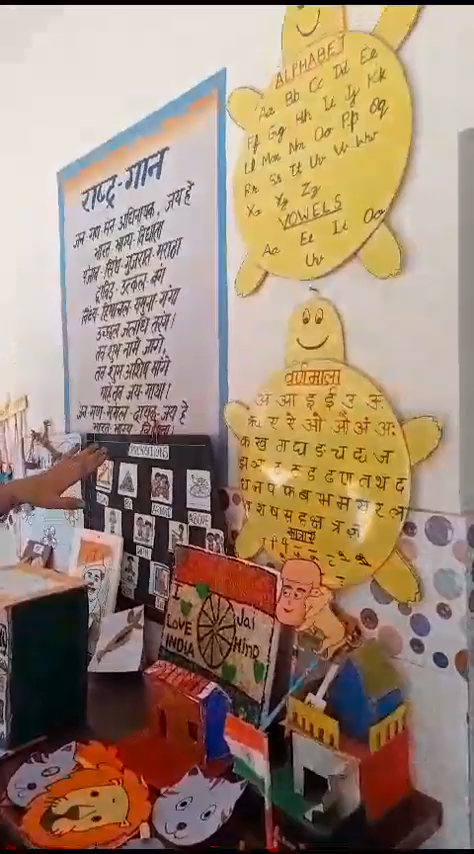 राष्ट्र-गान
जन गण मन अधिनायक, जय हे
भारत भाग्य विधाता
पंजाब सिंध गुजरात मराठा
द्राविड़ उत्कल बंग
विंध्य हिमाचल यमुना गंगा
उच्छल जलधि तरंग।
तव शुभ नामे जागे,
तव शुभ आशिष मांगे
गाहे तव जय गाथा।
जन गण मंगल दायक जय हे
भारत भाग्य विधाता
ALPHABET
Aa Bb Cc Dd Ee
Ff Gg Hh Ii Jj Kk
Ll Mm Nn Oo Pp Qq
Rr Ss Tt Uu Vv Ww
Xx Yy Zz
VOWELS
Aa Ee Ii Oo
Uu
वर्णमाला
अ आ इ ई उ ऊ
ए ऐ ओ औ अं अः
क ख ग घ ङ च छ ज
ढ ण त थ द
ध न प फ ब भ म य र ल
व श ष स ह क्ष त्र ज्ञ
PREPOSITIONS
I
LOVE
INDIA
Jai
Hind